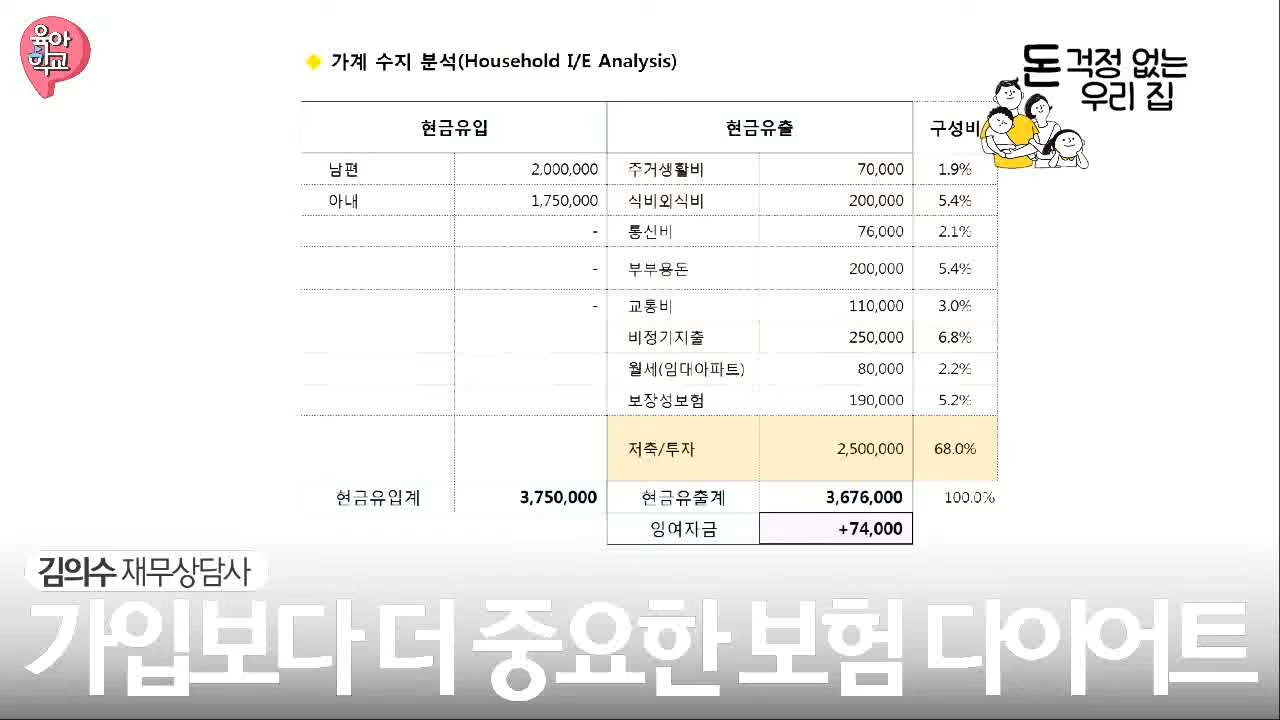 육아
학교
가계 수지 분석(Household I/E Analysis)
돈 걱정 없는
우리 집
현금유입 현금유출 구성비
남편 2,000,000 주거생활비 70,000 1.9%
아내 1,750,000 식비외식비 200,000 5.4%
- 통신비 76,000 2.1%
- 부부용돈 200,000 5.4%
- 교통비 110,000 3.0%
비정기지출 250,000 6.8%
월세(임대아파트) 80,000 2.2%
보장성보험 190,000 5.2%
저축/투자 2,500,000 68.0%
현금유입계 3,750,000 현금유출계 3,676,000 100.0%
잉여자금 +74,000
김의수 재무상담사
가입보다 더 중요한 보험 다이어트